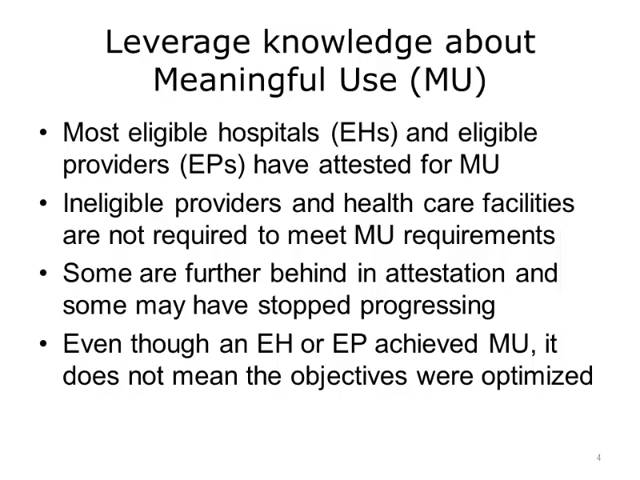 Leverage knowledge about
Meaningful Use (MU)
• Most eligible hospitals (EHs) and eligible
providers (EPs) have attested for MU
• Ineligible providers and health care facilities
are not required to meet MU requirements
• Some are further behind in attestation and
some may have stopped progressing
• Even though an EH or EP achieved MU, it
does not mean the objectives were optimized
4